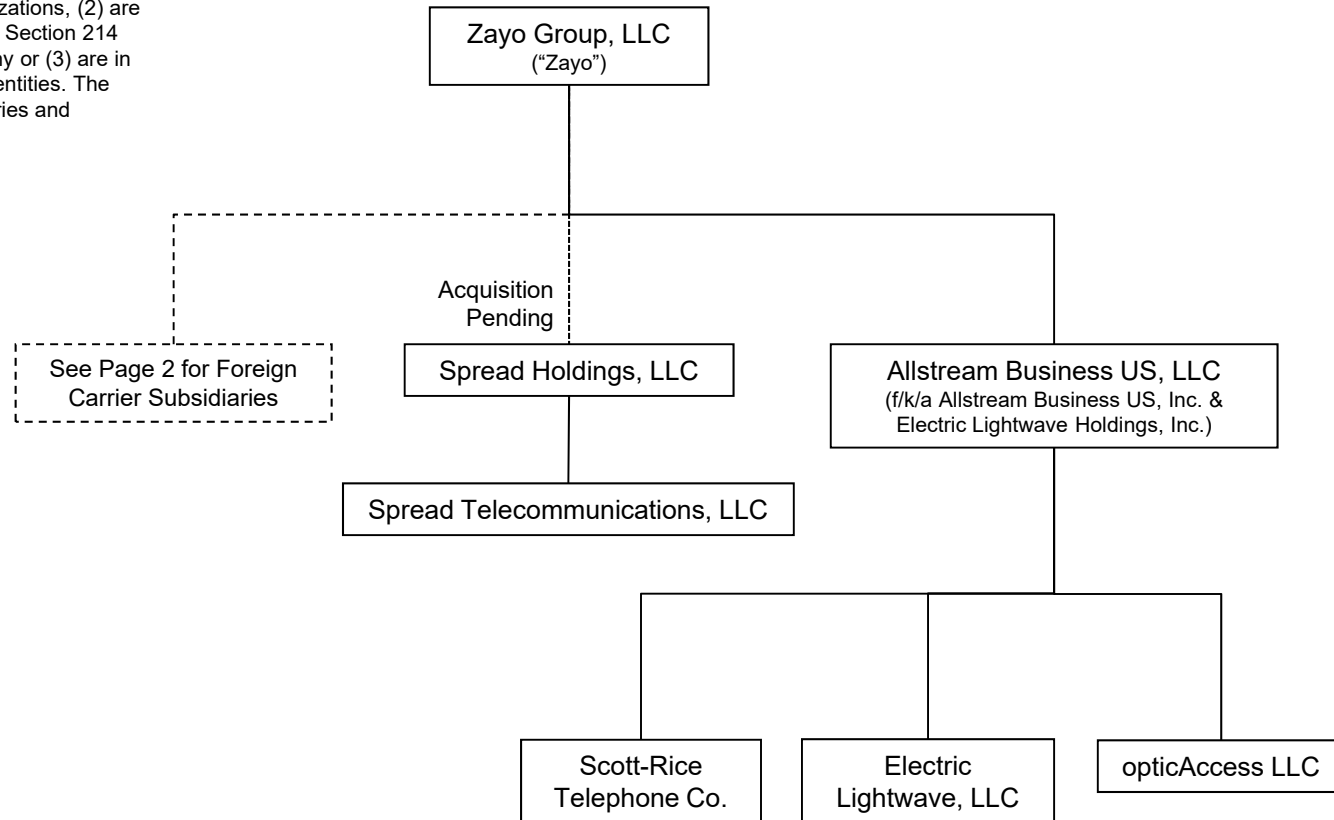 zations, (2) are
Section 214
ny or (3) are in
entities. The
ries and
Zayo Group, LLC
(“Zayo”)
Acquisition
Pending
See Page 2 for Foreign
Carrier Subsidiaries
Spread Holdings, LLC
Allstream Business US, LLC
(f/k/a Allstream Business US, Inc. &
Electric Lightwave Holdings, Inc.)
Spread Telecommunications, LLC
Scott-Rice
Telephone Co.
Electric
Lightwave, LLC
opticAccess LLC